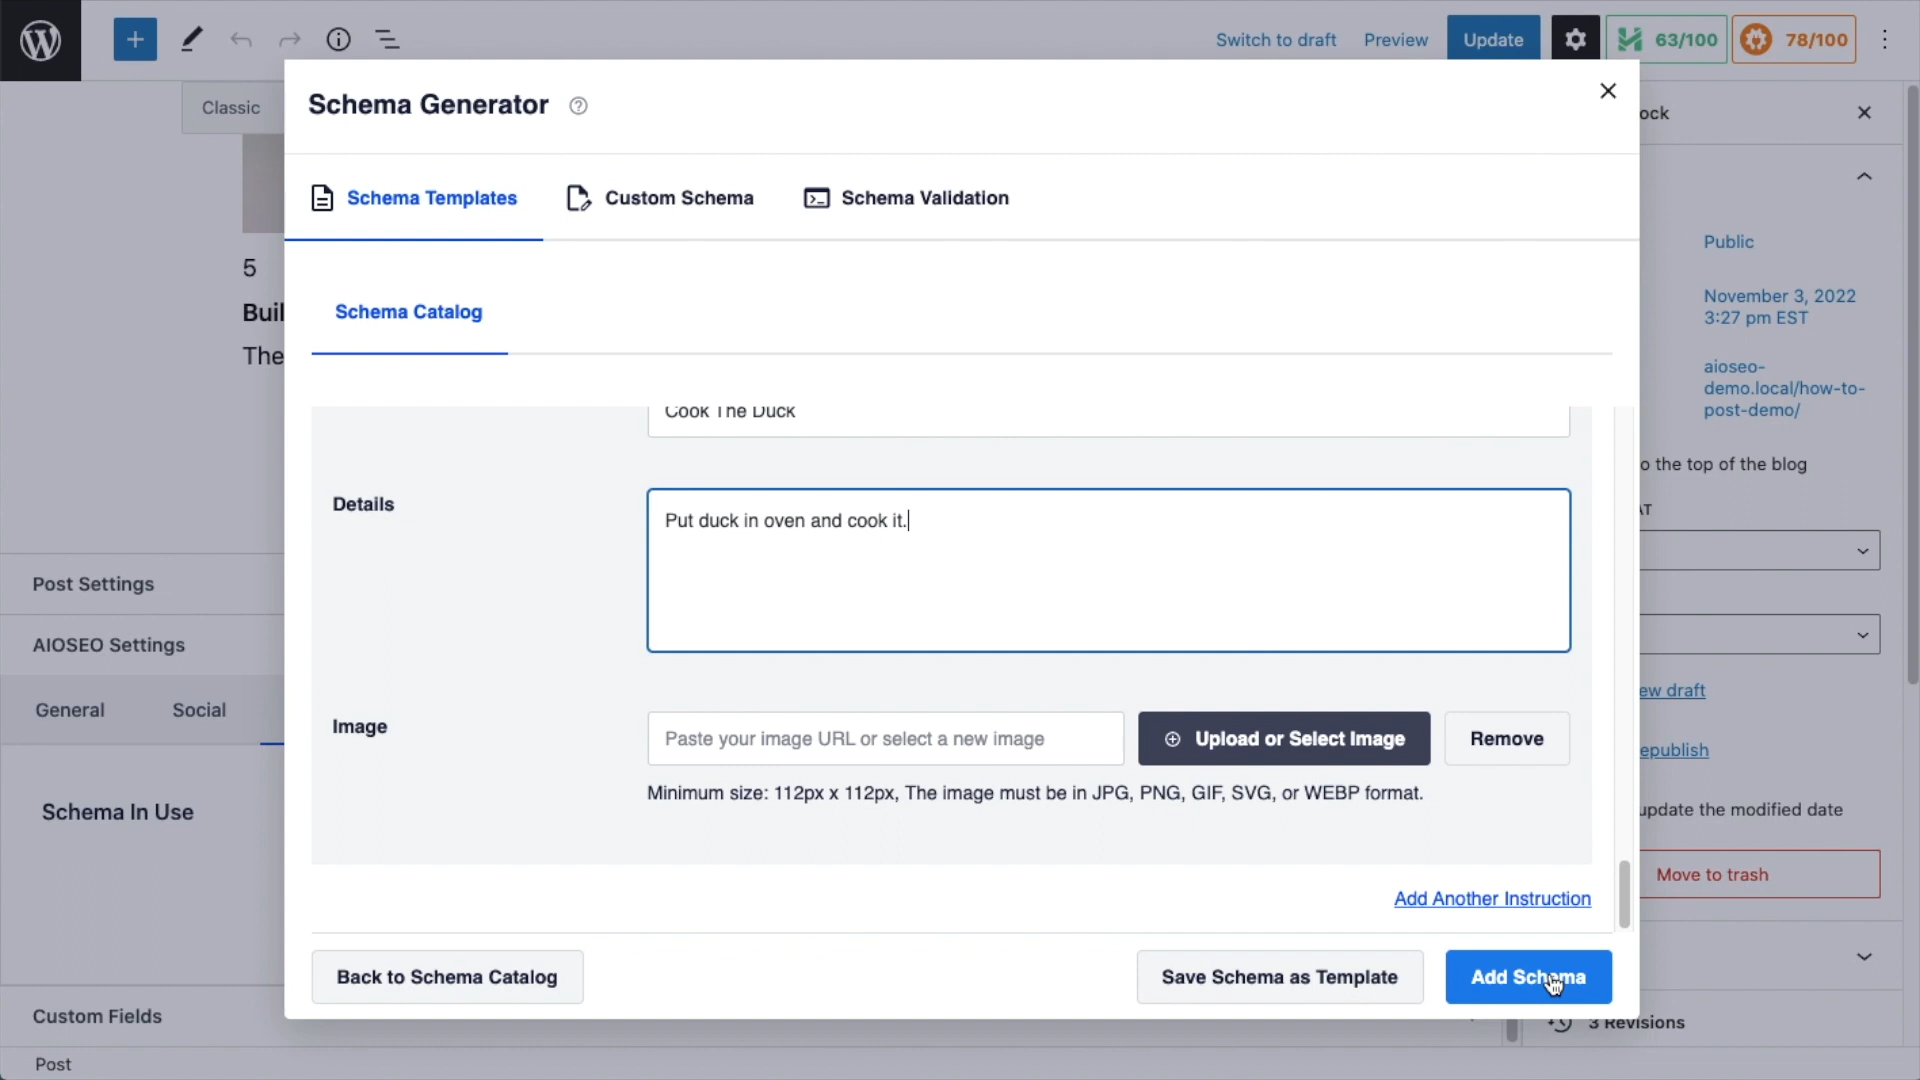 Switch to draft
Preview
Update
63/100
78/100
Classic
Schema Generator
ock
Schema Templates
Custom Schema
Schema Validation
Public
5
November 3, 2022
3:27 pm EST
Buil
Schema Catalog
The
aioseo-
demo.local/how-to-
post-demo/
Cook The Duck
o the top of the blog
Details
AT
Put duck in oven and cook it.
Post Settings
AIOSEO Settings
ew draft
General
Social
Image
Paste your image URL or select a new image
Upload or Select Image
Remove
epublish
Minimum size: 112px x 112px, The image must be in JPG, PNG, GIF, SVG, or WEBP format.
Schema In Use
update the modified date
Move to trash
Add Another Instruction
Back to Schema Catalog
Save Schema as Template
Add Schema
Custom Fields
3 Revisions
Post